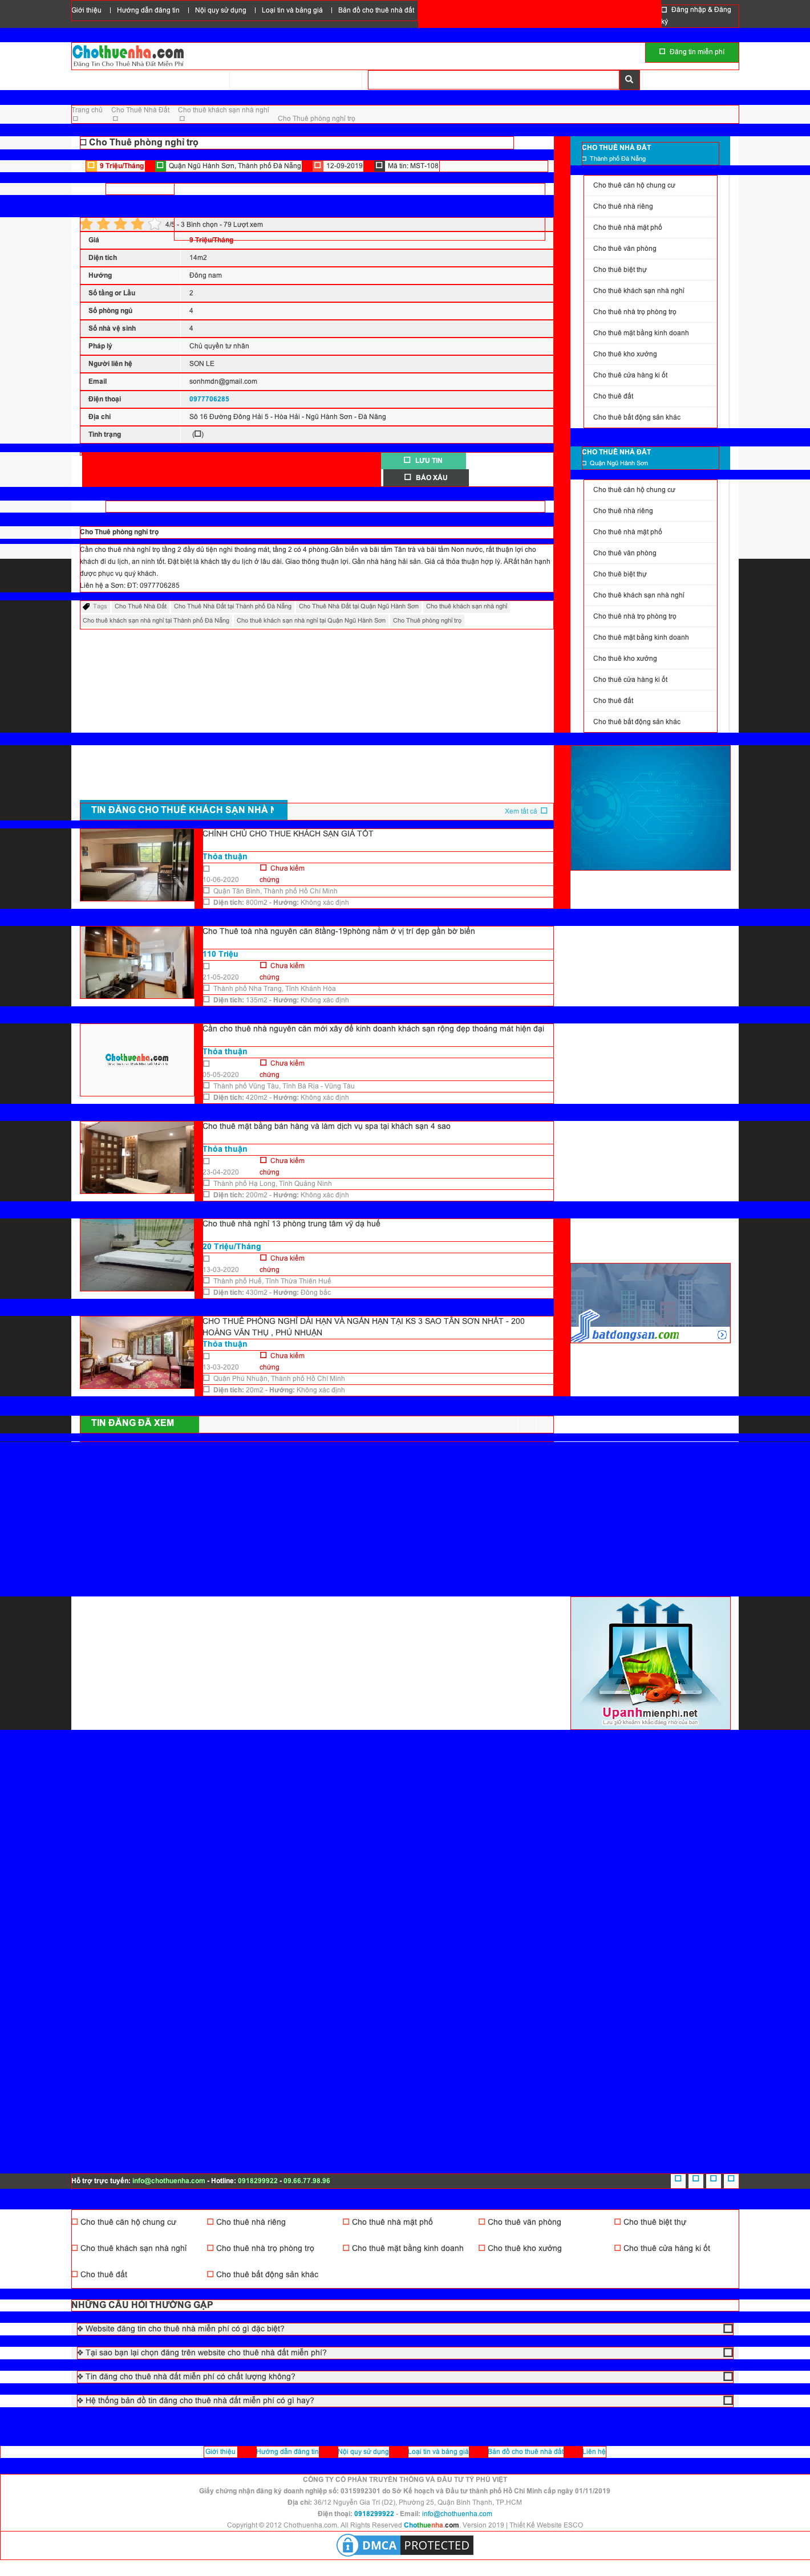 Giới thiệu | Hướng dẫn đăng tin | Nội quy sử dụng | Loại tin và bảng giá | Bản đồ cho thuê nhà đất
Đăng nhập & Đăng ký
Chothuenha.com
Đăng Tin Cho Thuê Nhà Đất Miễn Phí
Đăng tin miễn phí
Trang chủ
Cho Thuê Nhà Đất
Cho thuê khách sạn nhà nghỉ
Cho Thuê phòng nghỉ trọ
Cho Thuê phòng nghỉ trọ
9 Triệu/Tháng
Quận Ngũ Hành Sơn, Thành phố Đà Nẵng
12-09-2019
Mã tin: MST-108
4/5 - 3 Bình chọn - 79 Lượt xem
Giá 9 Triệu/Tháng
Diện tích 14m2
Hướng Đông nam
Số tầng or Lầu 2
Số phòng ngủ 4
Số nhà vệ sinh 4
Pháp lý Chủ quyền tư nhân
Người liên hệ SON LE
Email sonhmdn@gmail.com
Điện thoại 0977706285
Địa chỉ Số 16 Đường Đông Hải 5 - Hòa Hải - Ngũ Hành Sơn - Đà Nẵng
Tình trạng ()
LƯU TIN
BÁO XẤU
Cho Thuê phòng nghỉ trọ
Cần cho thuê nhà nghỉ trọ tầng 2 đầy dủ tiện nghi thoáng mát, tầng 2 có 4 phòng.Gần biển và bãi tắm Tân trà và bãi tắm Non nước, rất thuận lợi cho
khách đi du lịch, an ninh tốt. Đặt biệt là khách tây du lịch ở lâu dài. Giao thông thuận lợi. Gần nhà hàng hải sản. Giá cả thỏa thuận hợp lý. ÂRất hân hạnh
được phục vụ quý khách.
Liên hệ a Sơn: ĐT: 0977706285
Tags
Cho Thuê Nhà Đất
Cho Thuê Nhà Đất tại Thành phố Đà Nẵng
Cho Thuê Nhà Đất tại Quận Ngũ Hành Sơn
Cho thuê khách sạn nhà nghỉ
Cho thuê khách sạn nhà nghỉ tại Thành phố Đà Nẵng
Cho thuê khách sạn nhà nghỉ tại Quận Ngũ Hành Sơn
Cho Thuê phòng nghỉ trọ
CHO THUÊ NHÀ ĐẤT
Thành phố Đà Nẵng
Cho thuê căn hộ chung cư
Cho thuê nhà riêng
Cho thuê nhà mặt phố
Cho thuê văn phòng
Cho thuê biệt thự
Cho thuê khách sạn nhà nghỉ
Cho thuê nhà trọ phòng trọ
Cho thuê mặt bằng kinh doanh
Cho thuê kho xưởng
Cho thuê cửa hàng ki ốt
Cho thuê đất
Cho thuê bất động sản khác
CHO THUÊ NHÀ ĐẤT
Quận Ngũ Hành Sơn
Cho thuê căn hộ chung cư
Cho thuê nhà riêng
Cho thuê nhà mặt phố
Cho thuê văn phòng
Cho thuê biệt thự
Cho thuê khách sạn nhà nghỉ
Cho thuê nhà trọ phòng trọ
Cho thuê mặt bằng kinh doanh
Cho thuê kho xưởng
Cho thuê cửa hàng ki ốt
Cho thuê đất
Cho thuê bất động sản khác
TIN ĐĂNG CHO THUÊ KHÁCH SẠN NHÀ
Xem tất cả
CHÍNH CHỦ CHO THUÊ KHÁCH SẠN GIÁ TỐT
Thỏa thuận
10-06-2020
Chưa kiểm chứng
Quận Tân Bình, Thành phố Hồ Chí Minh
Diện tích: 800m2 - Hướng: Không xác định
Cho Thuê toà nhà nguyên căn 8tầng-19phòng nằm ở vị trí đẹp gần bờ biển
110 Triệu
21-05-2020
Chưa kiểm chứng
Thành phố Nha Trang, Tỉnh Khánh Hòa
Diện tích: 135m2 - Hướng: Không xác định
Chothuenha.com
Cần cho thuê nhà nguyên căn mới xây để kinh doanh khách sạn rộng đẹp thoáng mát hiện đại
Thỏa thuận
05-05-2020
Chưa kiểm chứng
Thành phố Vũng Tàu, Tỉnh Bà Rịa - Vũng Tàu
Diện tích: 420m2 - Hướng: Không xác định
Cho thuê mặt bằng bán hàng và làm dịch vụ spa tại khách sạn 4 sao
Thỏa thuận
23-04-2020
Chưa kiểm chứng
Thành phố Hạ Long, Tỉnh Quảng Ninh
Diện tích: 200m2 - Hướng: Không xác định
Cho thuê nhà nghỉ 13 phòng trung tâm vỹ dạ huế
20 Triệu/Tháng
13-03-2020
Chưa kiểm chứng
Thành phố Huế, Tỉnh Thừa Thiên Huế
Diện tích: 430m2 - Hướng: Đông bắc
batdongsan.com
CHO THUÊ PHÒNG NGHỈ DÀI HẠN VÀ NGẮN HẠN TẠI KS 3 SAO TÂN SƠN NHẤT - 200
HOÀNG VĂN THỤ , PHÚ NHUẬN
Thỏa thuận
13-03-2020
Chưa kiểm chứng
Quận Phú Nhuận, Thành phố Hồ Chí Minh
Diện tích: 20m2 - Hướng: Không xác định
TIN ĐĂNG ĐÃ XEM
Upanhmienphi.net
Lưu giữ khoảnh khắc đáng nhớ của bạn
Hỗ trợ trực tuyến: info@chothuenha.com - Hotline: 0918299922 - 09.66.77.98.96
Cho thuê căn hộ chung cư
Cho thuê nhà riêng
Cho thuê nhà mặt phố
Cho thuê văn phòng
Cho thuê biệt thự
Cho thuê khách sạn nhà nghỉ
Cho thuê nhà trọ phòng trọ
Cho thuê mặt bằng kinh doanh
Cho thuê kho xưởng
Cho thuê cửa hàng ki ốt
Cho thuê đất
Cho thuê bất động sản khác
NHỮNG CÂU HỎI THƯỜNG GẶP
❖ Website đăng tin cho thuê nhà miễn phí có gì đặc biệt?
❖ Tại sao bạn lại chọn đăng trên website cho thuê nhà đất miễn phí?
❖ Tin đăng cho thuê nhà đất miễn phí có chất lượng không?
❖ Hệ thống bản đồ tin đăng cho thuê nhà đất miễn phí có gì hay?
Giới thiệu
Hướng dẫn đăng tin
Nội quy sử dụng
Loại tin và bảng giá
Bản đồ cho thuê nhà đất
Liên hệ
CÔNG TY CỔ PHẦN TRUYỀN THÔNG VÀ ĐẦU TƯ TY PHU VIỆT
Giấy chứng nhận đăng ký doanh nghiệp số: 0315992301 do Sở Kế hoạch và Đầu tư thành phố Hồ Chí Minh cấp ngày 01/11/2019
Địa chỉ: 36/12 Nguyễn Gia Trí (D2), Phường 25, Quận Bình Thạnh, TP.HCM
Điện thoại: 0918299922 - Email: info@chothuenha.com
Copyright © 2012 Chothuenha.com. All Rights Reserved Chothuenha.com. Version 2019 | Thiết Kế Website ESCO
DMCA PROTECTED